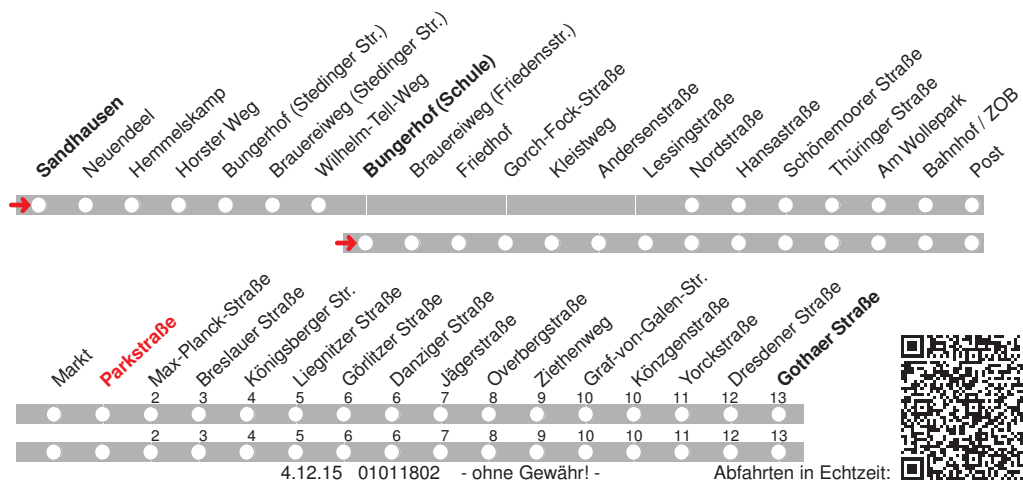 Sandhausen
Neuendeel
Hemmelskamp
Horster Weg
Bungerhof (Stedinger Str.)
Brauereiweg (Stedinger Str.)
Wilhelm-Tell-Weg
Bungerhof (Schule)
Brauereiweg (Friedensstr.)
Friedhof
Gorch-Fock-Straße
Kleistweg
Andersenstraße
Lessingstraße
Nordstraße
Hansastraße
Schönemoorer Straße
Thüringer Straße
Am Wollepark
Bahnhof / ZOB
Post
Markt
Parkstraße
Max-Planck-Straße
Breslauer Straße
Königsberger Str.
Liegnitzer Straße
Görlitzer Straße
Danziger Straße
Jägerstraße
Overbergstraße
Ziethenweg
Graf-von-Galen-Str.
Könzgenstraße
Yorckstraße
Dresdener Straße
Gothaer Straße
2 3 4 5 6 6 7 8 9 10 10 11 12 13
2 3 4 5 6 6 7 8 9 10 10 11 12 13
4.12.15 01011802 - ohne Gewähr! - Abfahrten in Echtzeit: